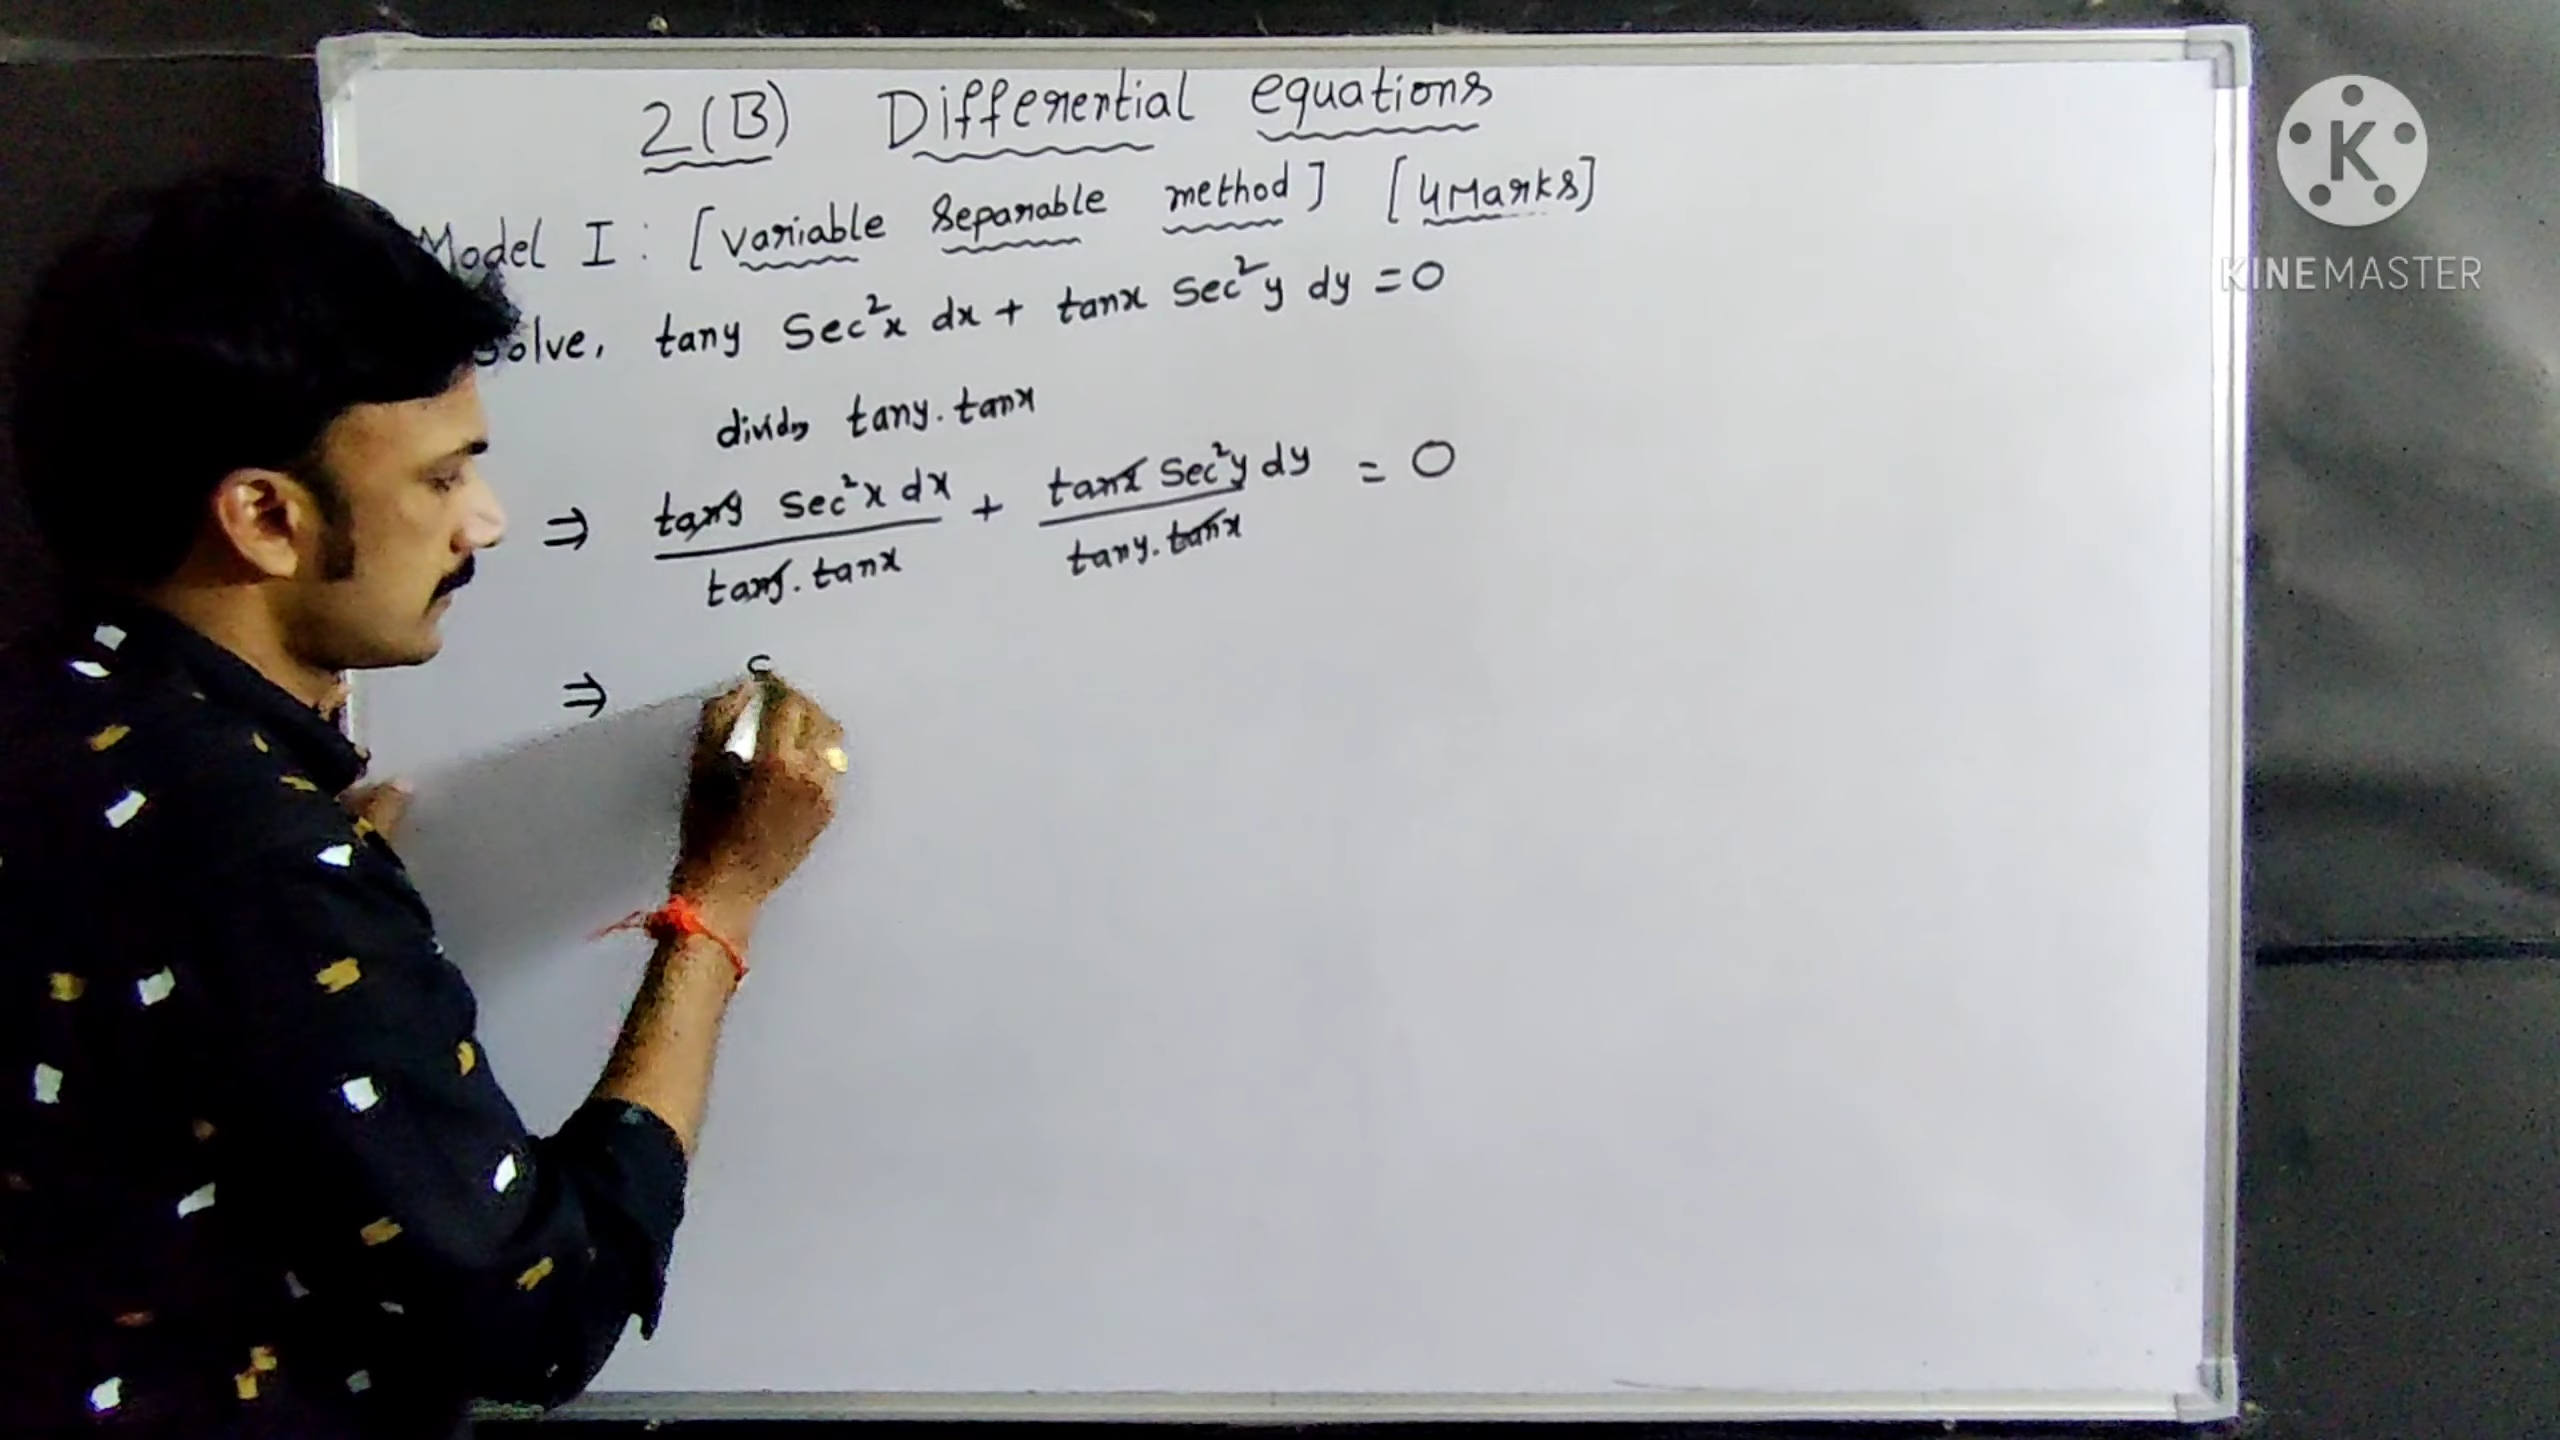 2(B) Differential equations
Model I : [variable separable method] [4Marks]
Solve, tany Sec²x dx + tanx Sec²y dy = 0
divid tany . tanx
⇒ tany Sec²x dx / tany . tanx + tanx Sec²y dy / tany . tanx = 0
⇒ S
K
KINEMASTER